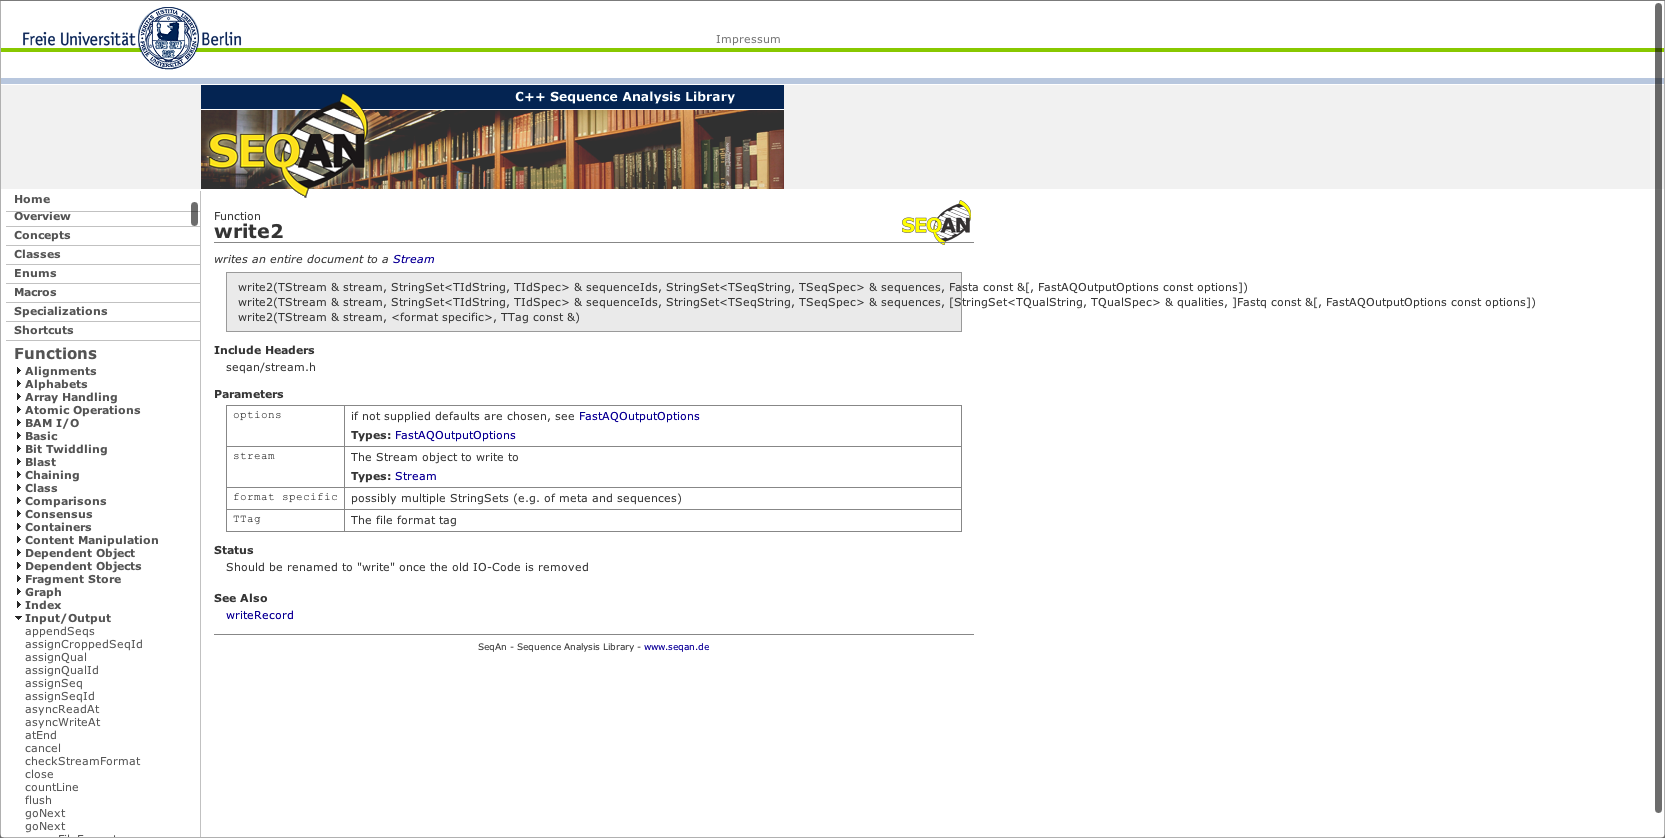 Freie Universität Berlin
Impressum
C++ Sequence Analysis Library
SEQAN
Home
Overview
Concepts
Classes
Enums
Macros
Specializations
Shortcuts
Functions
Alignments
Alphabets
Array Handling
Atomic Operations
BAM I/O
Basic
Bit Twiddling
Blast
Chaining
Class
Comparisons
Consensus
Containers
Content Manipulation
Dependent Object
Dependent Objects
Fragment Store
Graph
Index
Input/Output
appendSeqs
assignCroppedSeqId
assignQual
assignQualId
assignSeq
assignSeqId
asyncReadAt
asyncWriteAt
atEnd
cancel
checkStreamFormat
close
countLine
flush
goNext
goNext
Function
write2
SEQAN
writes an entire document to a Stream
write2(TStream & stream, StringSet<TIdString, TIdSpec> & sequenceIds, StringSet<TSeqString, TSeqSpec> & sequences, Fasta const &[, FastAQOutputOptions const options])
write2(TStream & stream, StringSet<TIdString, TIdSpec> & sequenceIds, StringSet<TSeqString, TSeqSpec> & sequences, [StringSet<TQualString, TQualSpec> & qualities, ]Fastq const &[, FastAQOutputOptions const options])
write2(TStream & stream, <format specific>, TTag const &)
Include Headers
seqan/stream.h
Parameters
options
if not supplied defaults are chosen, see FastAQOutputOptions
Types: FastAQOutputOptions
stream
The Stream object to write to
Types: Stream
format specific
possibly multiple StringSets (e.g. of meta and sequences)
TTag
The file format tag
Status
Should be renamed to "write" once the old IO-Code is removed
See Also
writeRecord
SeqAn - Sequence Analysis Library - www.seqan.de